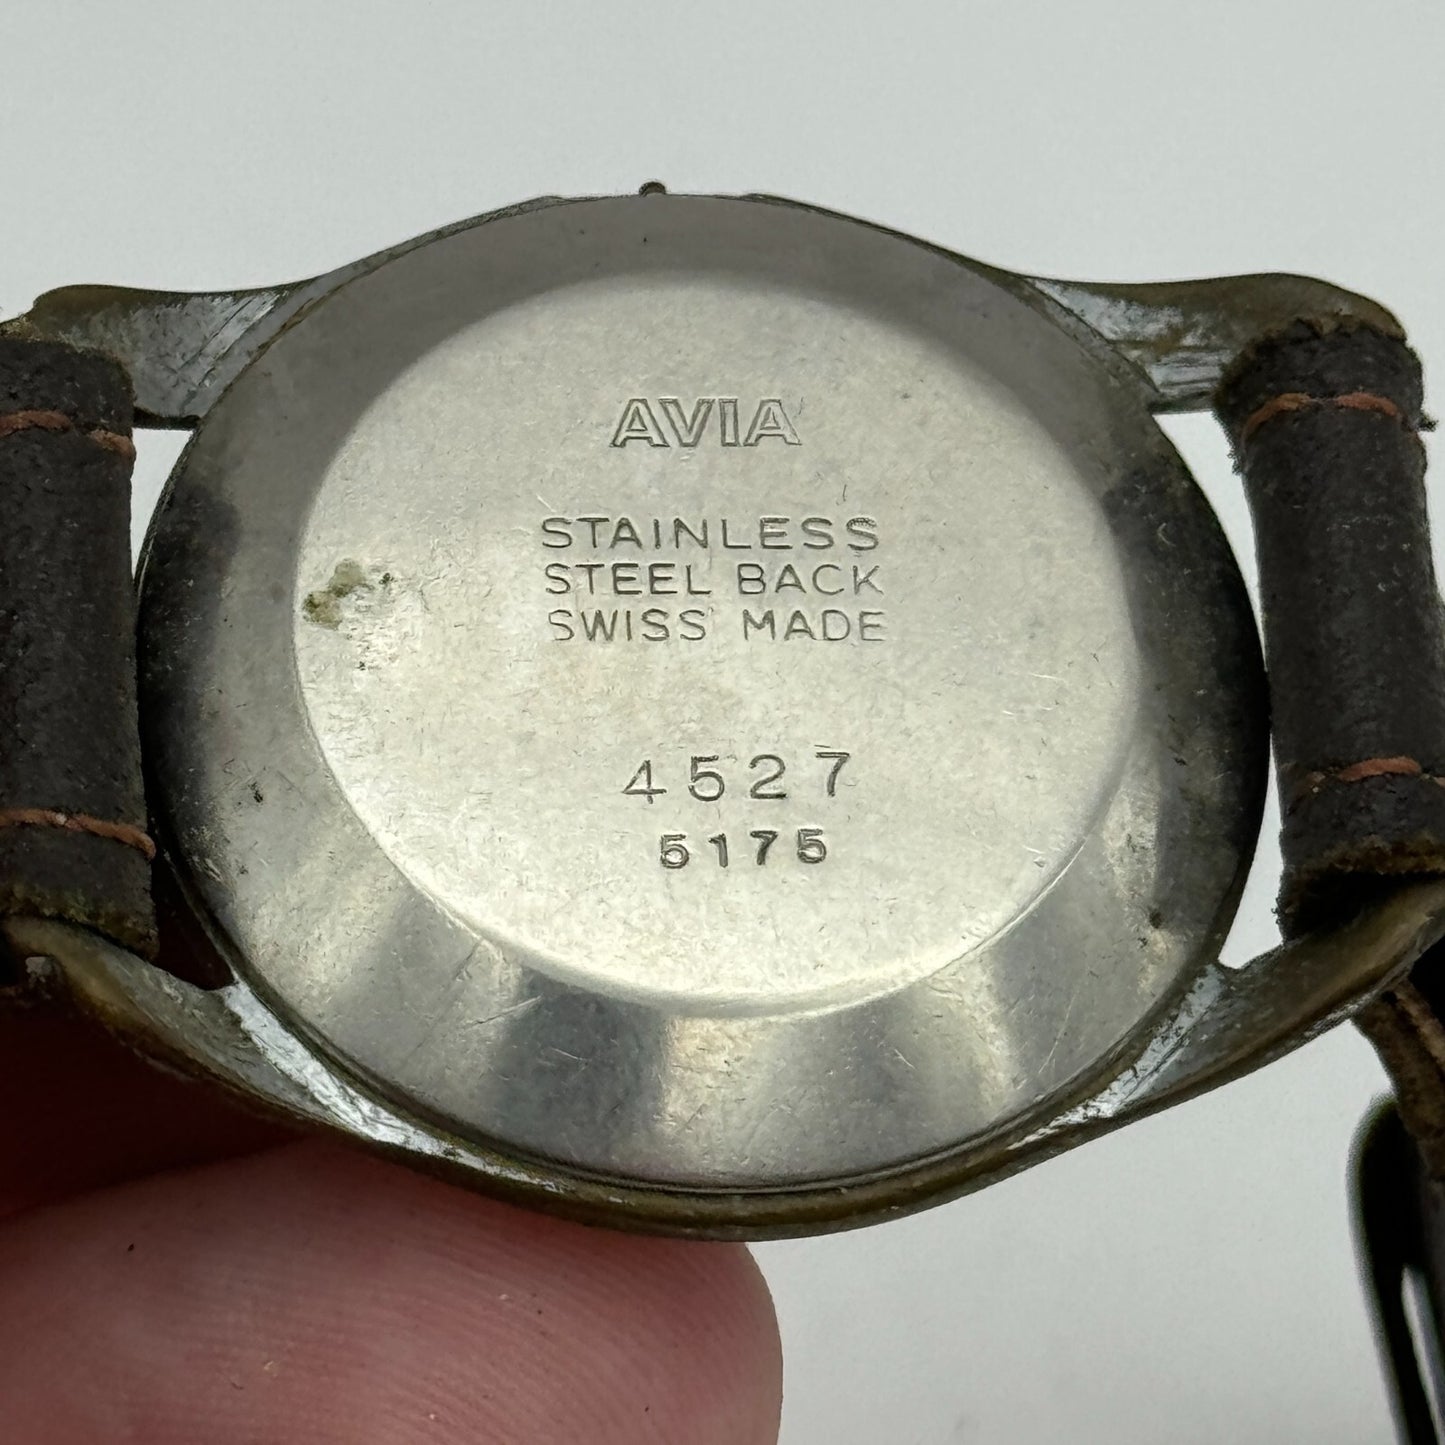 AVIA
STAINLESS
STEEL BACK
SWISS MADE
4527
5175